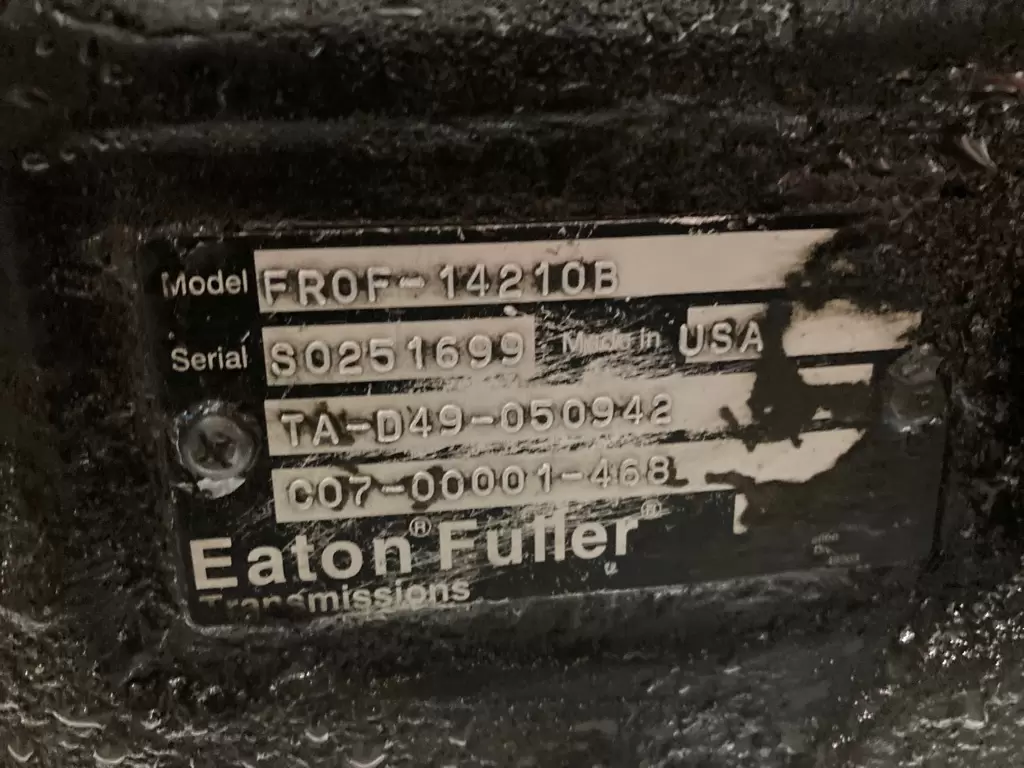 Model FROF-14210B
Serial S0251699 Made in USA
TA-D49-050942
C07-00001-468
Eaton® Fuller®
Transmissions